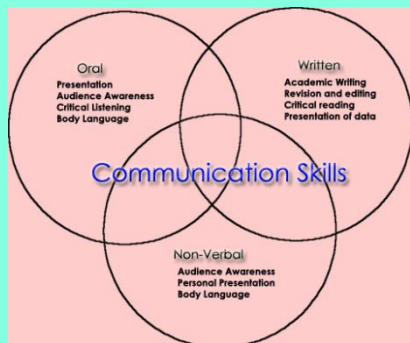 Oral
Presentation
Audience Awareness
Critical Listening
Body Language
Written
Academic Writing
Revision and editing
Critical reading
Presentation of data
Communication Skills
Non-Verbal
Audience Awareness
Personal Presentation
Body Language